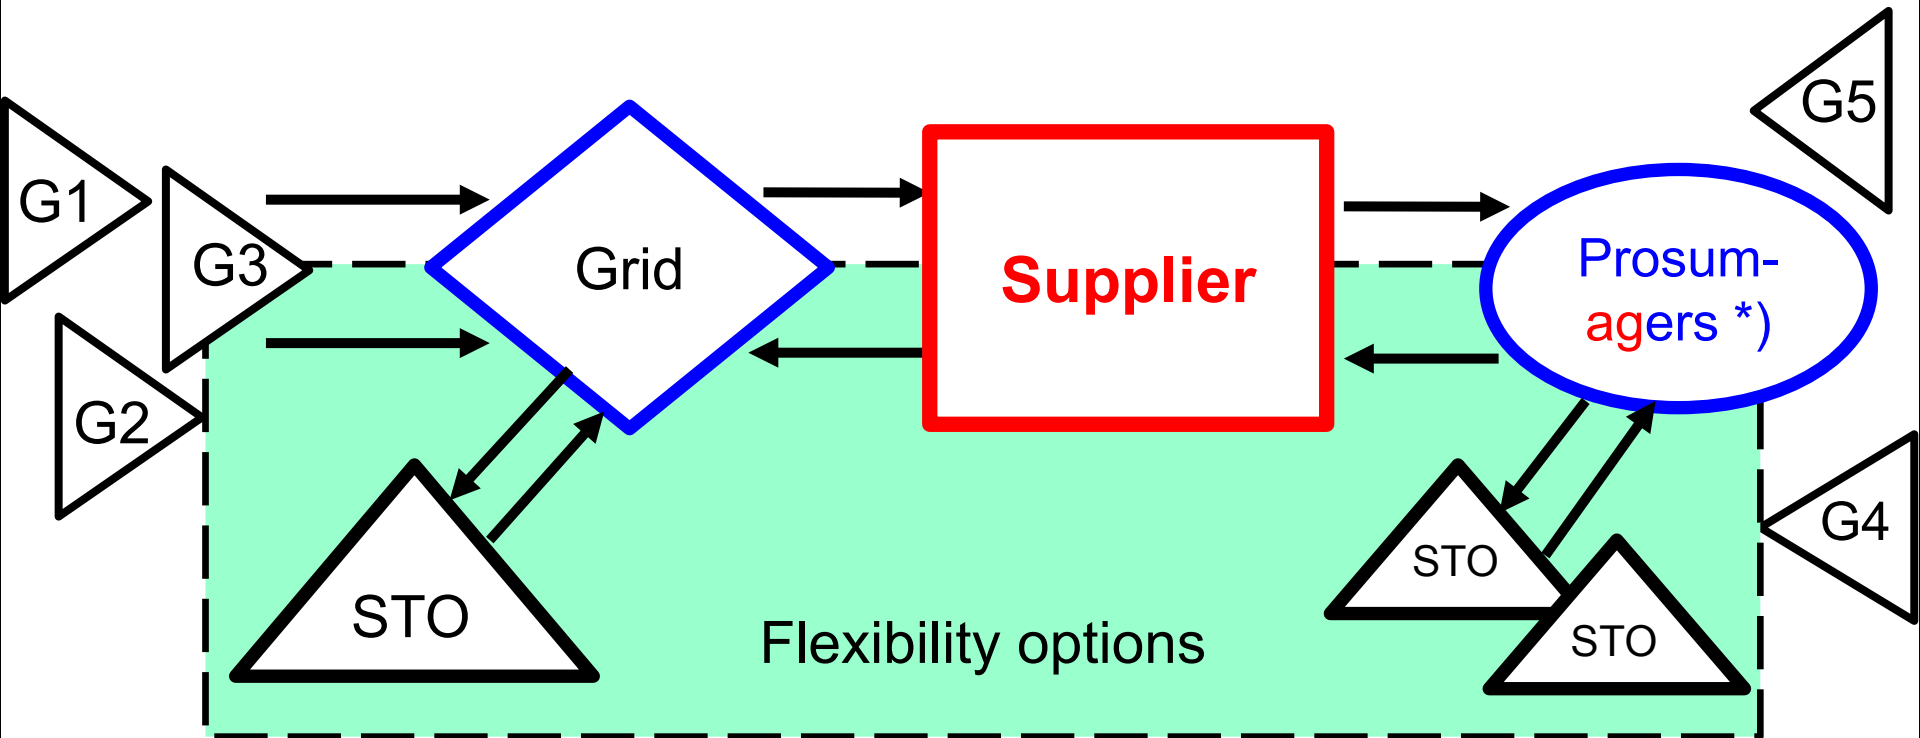 G5
G1
G3
Grid
Supplier
Prosum-
agers *)
G2
G4
STO
STO
STO
Flexibility options